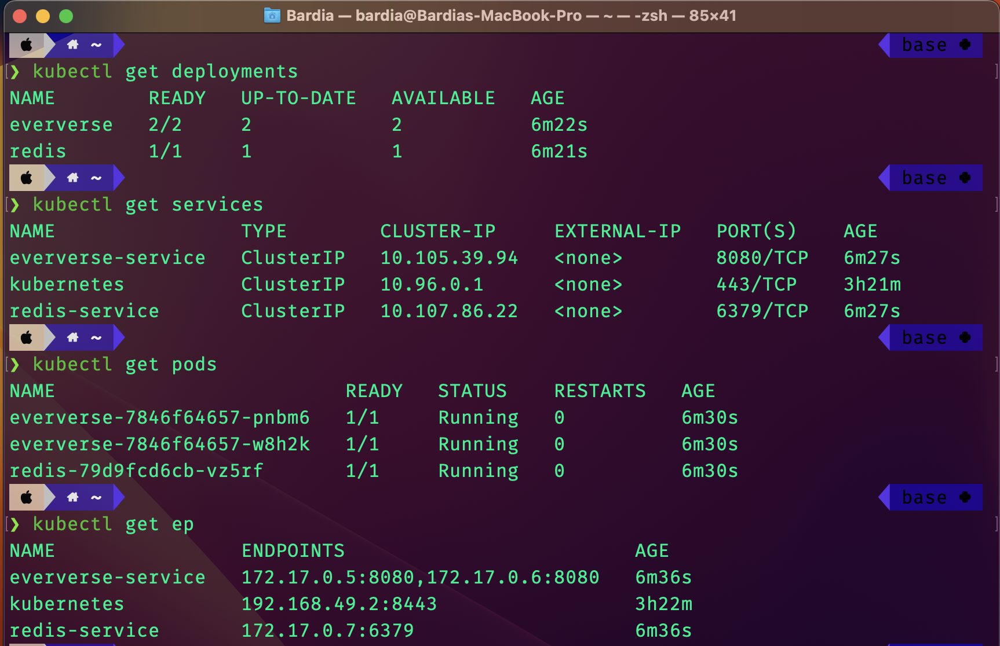 Bardia — bardia@Bardias-MacBook-Pro — ~ — -zsh — 85×41
~ base
❯ kubectl get deployments
NAME READY UP-TO-DATE AVAILABLE AGE
eververse 2/2 2 2 6m22s
redis 1/1 1 1 6m21s
~ base
❯ kubectl get services
NAME TYPE CLUSTER-IP EXTERNAL-IP PORT(S) AGE
eververse-service ClusterIP 10.105.39.94 <none> 8080/TCP 6m27s
kubernetes ClusterIP 10.96.0.1 <none> 443/TCP 3h21m
redis-service ClusterIP 10.107.86.22 <none> 6379/TCP 6m27s
~ base
❯ kubectl get pods
NAME READY STATUS RESTARTS AGE
eververse-7846f64657-pnbm6 1/1 Running 0 6m30s
eververse-7846f64657-w8h2k 1/1 Running 0 6m30s
redis-79d9fcd6cb-vz5rf 1/1 Running 0 6m30s
~ base
❯ kubectl get ep
NAME ENDPOINTS AGE
eververse-service 172.17.0.5:8080,172.17.0.6:8080 6m36s
kubernetes 192.168.49.2:8443 3h22m
redis-service 172.17.0.7:6379 6m36s